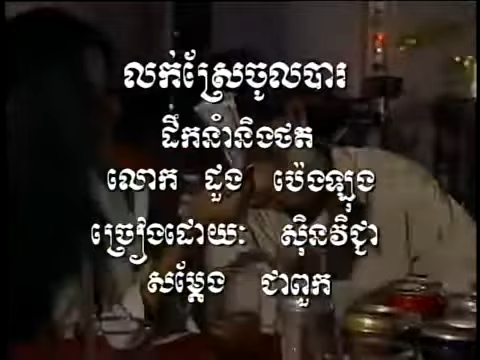 លក់ស្រែចូលបារ
ដឹកនាំនិងថត
លោក ដួង ប៉េងឡុង
ច្រៀងដោយៈ ស៊ិនវិជ្ជា
សម្ដែង ជាពួក